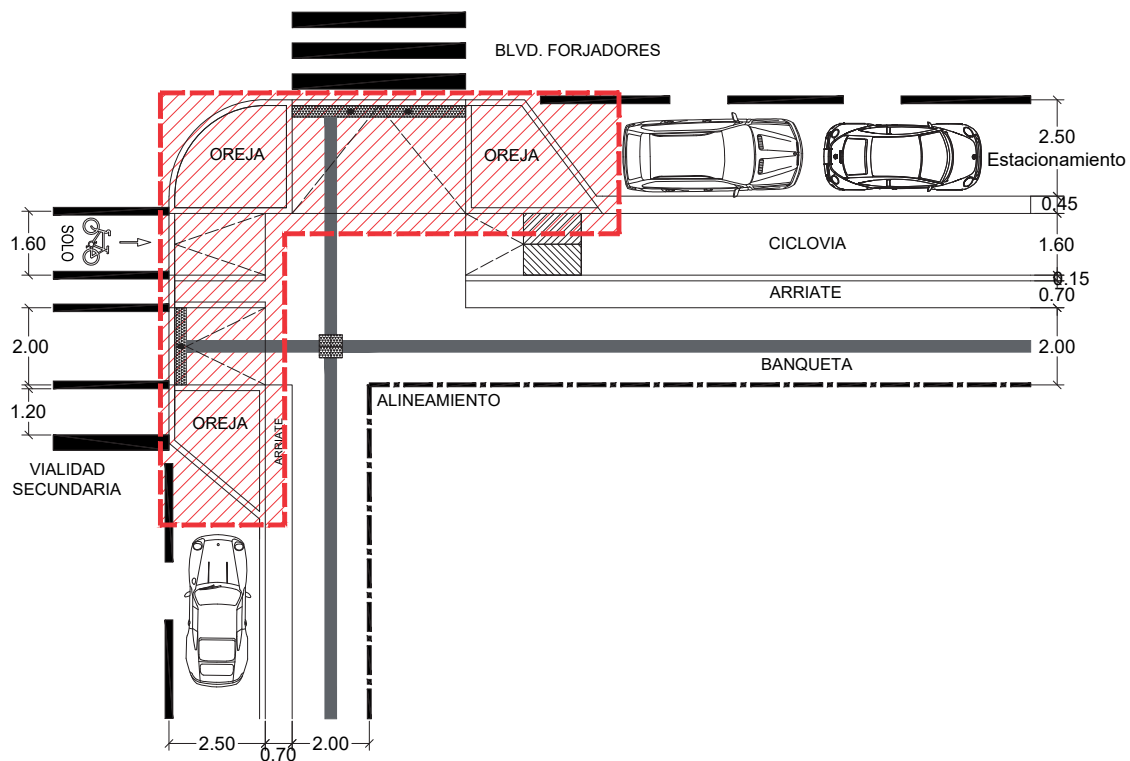 BLVD. FORJADORES
OREJA
OREJA
2.50
Estacionamiento
0.45
SOLO
1.60
CICLOVIA
1.60
0.15
ARRIATE
0.70
2.00
BANQUETA
2.00
1.20
ALINEAMIENTO
OREJA
ARRIATE
VIALIDAD
SECUNDARIA
2.50
0.70
2.00